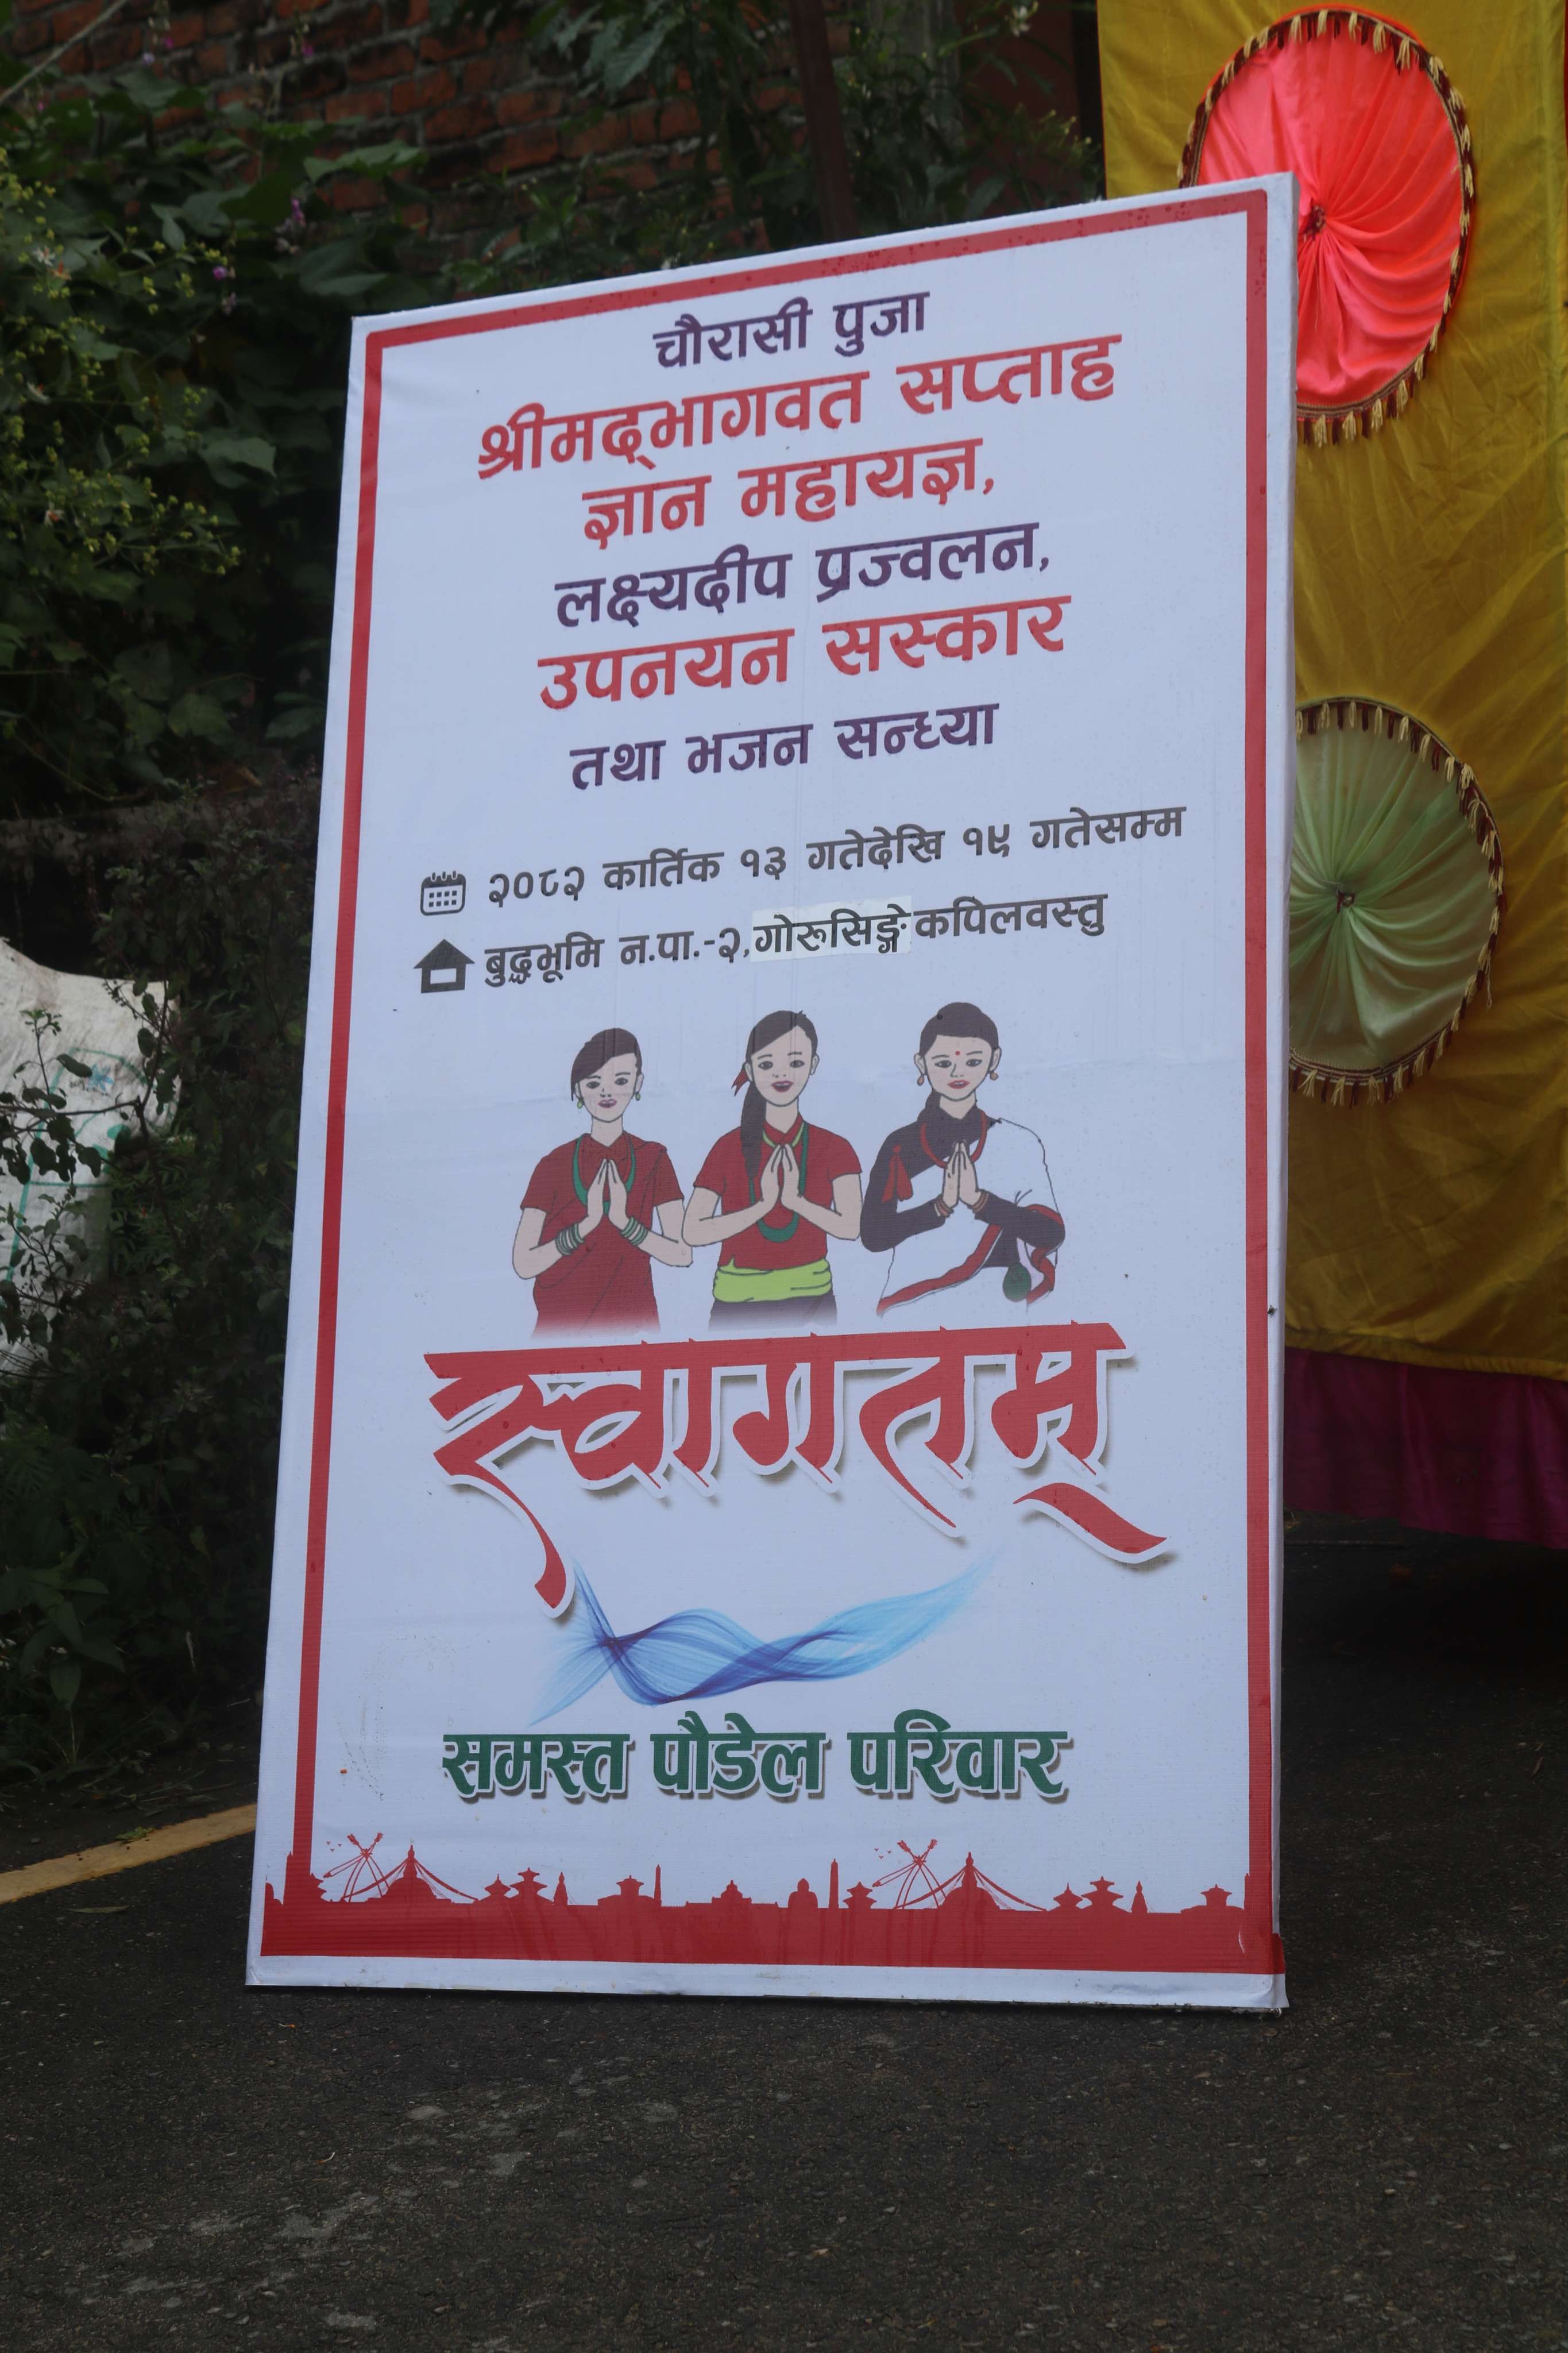 चौरासी पुजा
श्रीमद्‌भागवत सप्ताह
ज्ञान महायज्ञ,
लक्ष्यदीप प्रज्वलन,
उपनयन सस्कार
तथा भजन सन्ध्या
२०८२ कार्तिक १३ गतेदेखि १९ गतेसम्म
बुद्धभूमि न.पा.-२, गोरूसिङ्गे कपिलवस्तु
स्वागतम्
समस्त पौडेल परिवार